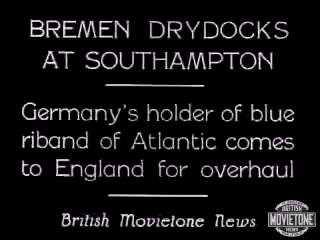 BREMEN DRYDOCKS
AT SOUTHAMPTON
Germany's holder of blue
riband of Atlantic comes
to England for overhaul
British Movietone News
BRITISH
MOVIETONE
NEWS